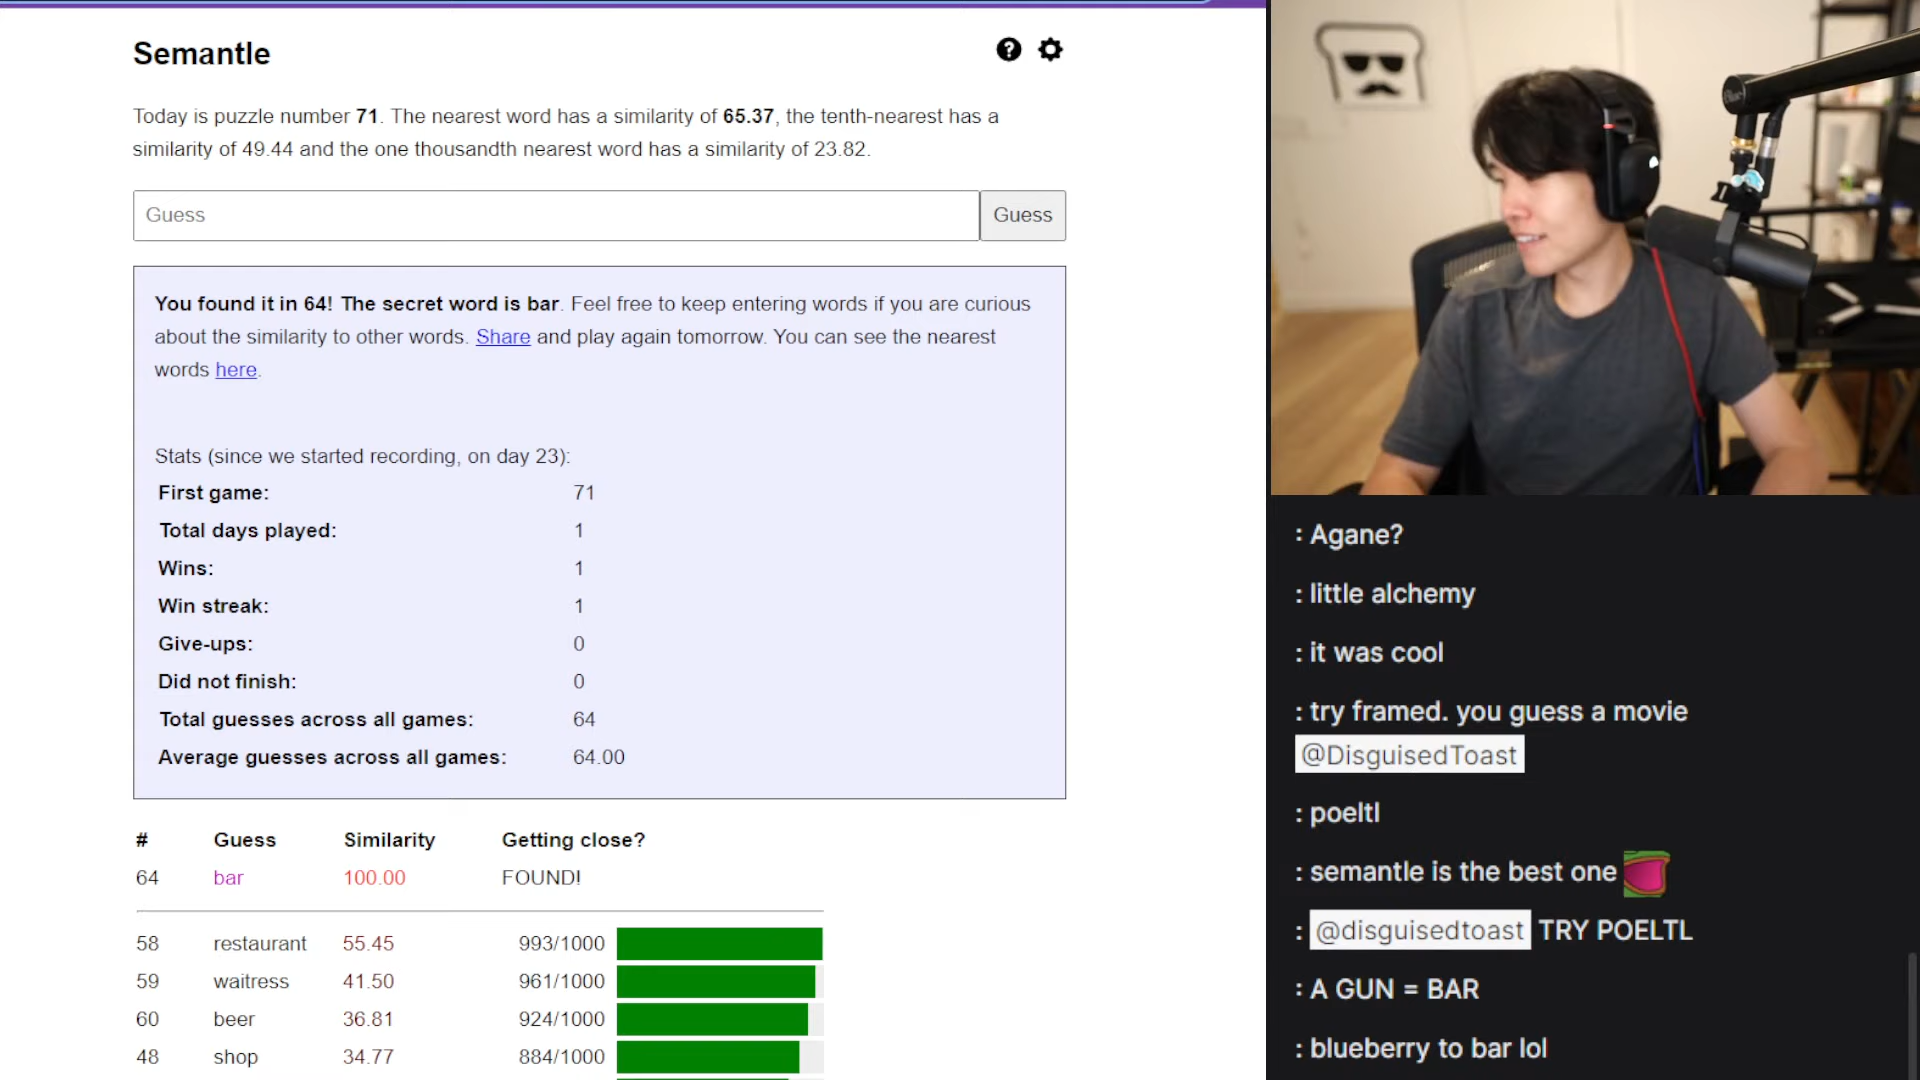 Semantle
Today is puzzle number 71. The nearest word has a similarity of 65.37, the tenth-nearest has a
similarity of 49.44 and the one thousandth nearest word has a similarity of 23.82.
Guess Guess
You found it in 64! The secret word is bar. Feel free to keep entering words if you are curious
about the similarity to other words. Share and play again tomorrow. You can see the nearest
words here.
Stats (since we started recording, on day 23):
First game: 71
Total days played: 1
Wins: 1
Win streak: 1
Give-ups: 0
Did not finish: 0
Total guesses across all games: 64
Average guesses across all games: 64.00
# Guess Similarity Getting close?
64 bar 100.00 FOUND!
58 restaurant 55.45 993/1000
59 waitress 41.50 961/1000
60 beer 36.81 924/1000
48 shop 34.77 884/1000
: Agane?
: little alchemy
: it was cool
: try framed. you guess a movie
@DisguisedToast
: poeltl
: semantle is the best one
: @disguisedtoast TRY POELTL
: A GUN = BAR
: blueberry to bar lol